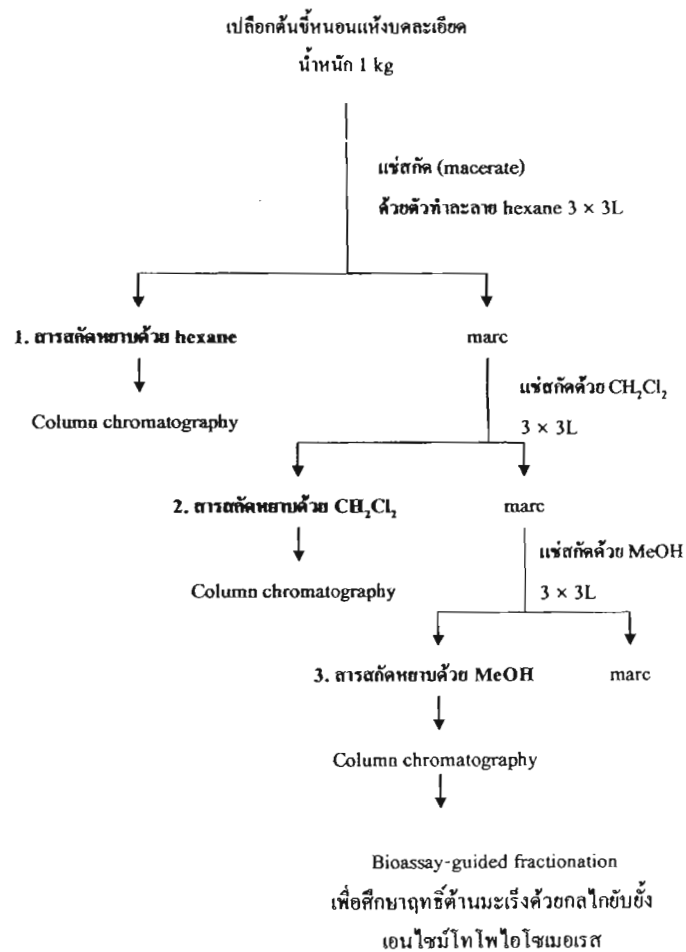 เปลือกต้นขี้หนอนแห้งบดละเอียด
น้ำหนัก 1 kg
แช่สกัด (macerate)
ด้วยตัวทำละลาย hexane 3 × 3L
1. สารสกัดหยาบด้วย hexane
marc
Column chromatography
แช่สกัดด้วย CH₂Cl₂
3 × 3L
2. สารสกัดหยาบด้วย CH₂Cl₂
marc
Column chromatography
แช่สกัดด้วย MeOH
3 × 3L
3. สารสกัดหยาบด้วย MeOH
marc
Column chromatography
Bioassay-guided fractionation
เพื่อศึกษาฤทธิ์ต้านมะเร็งด้วยกลไกยับยั้ง
เอนไซม์โทโพไอโซเมอเรส